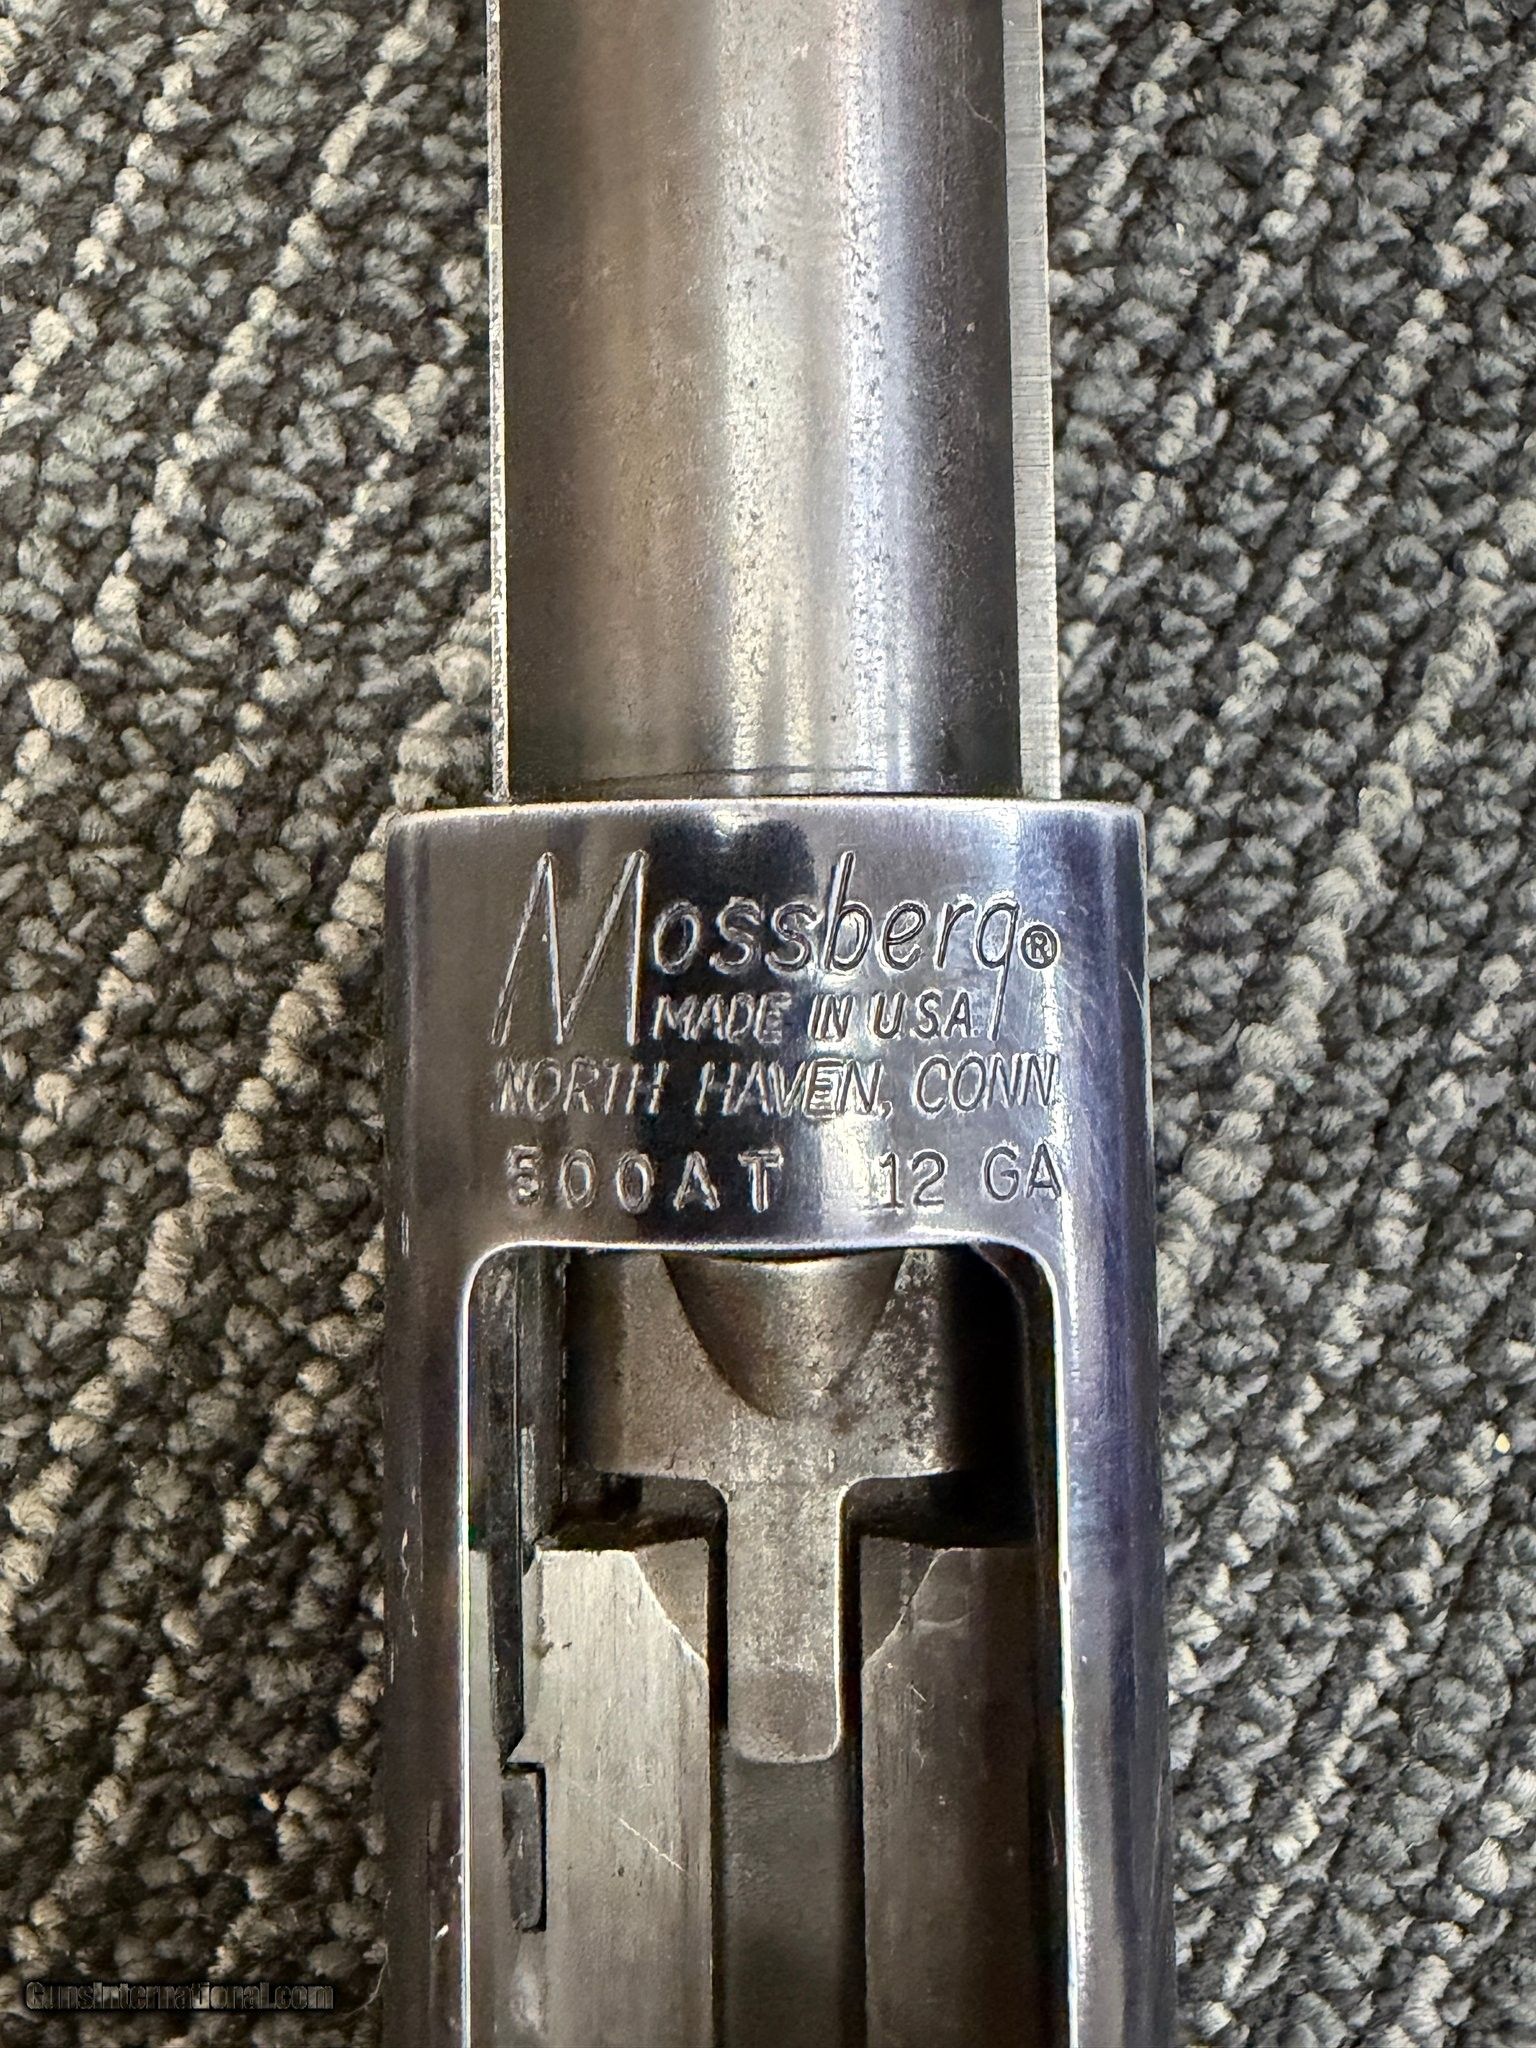 Mossberg®
MADE IN U.S.A.
NORTH HAVEN, CONN
500AT 12 GA
GunsInternational.com